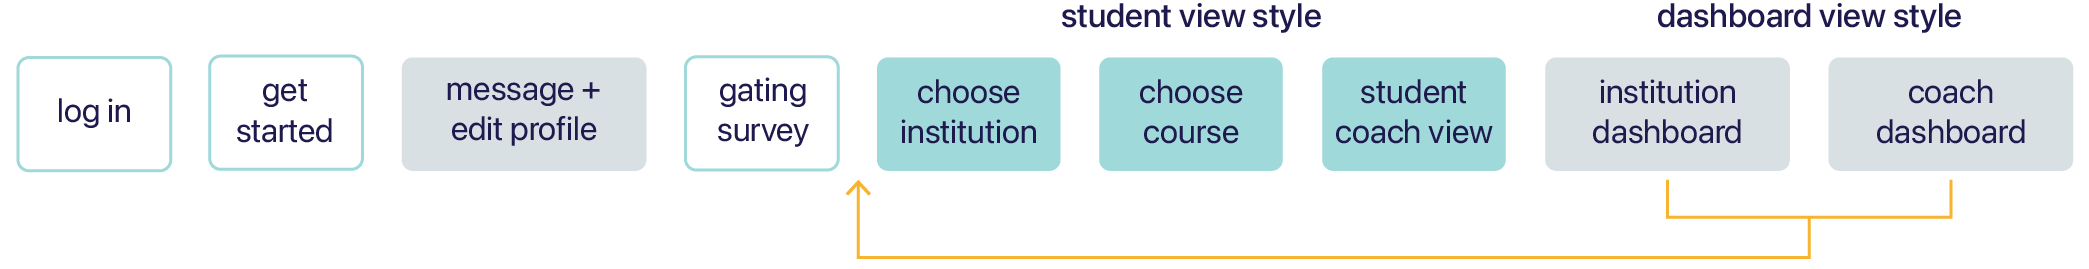 student view style
dashboard view style
log in
get
started
message +
edit profile
gating
survey
choose
institution
choose
course
student
coach view
institution
dashboard
coach
dashboard